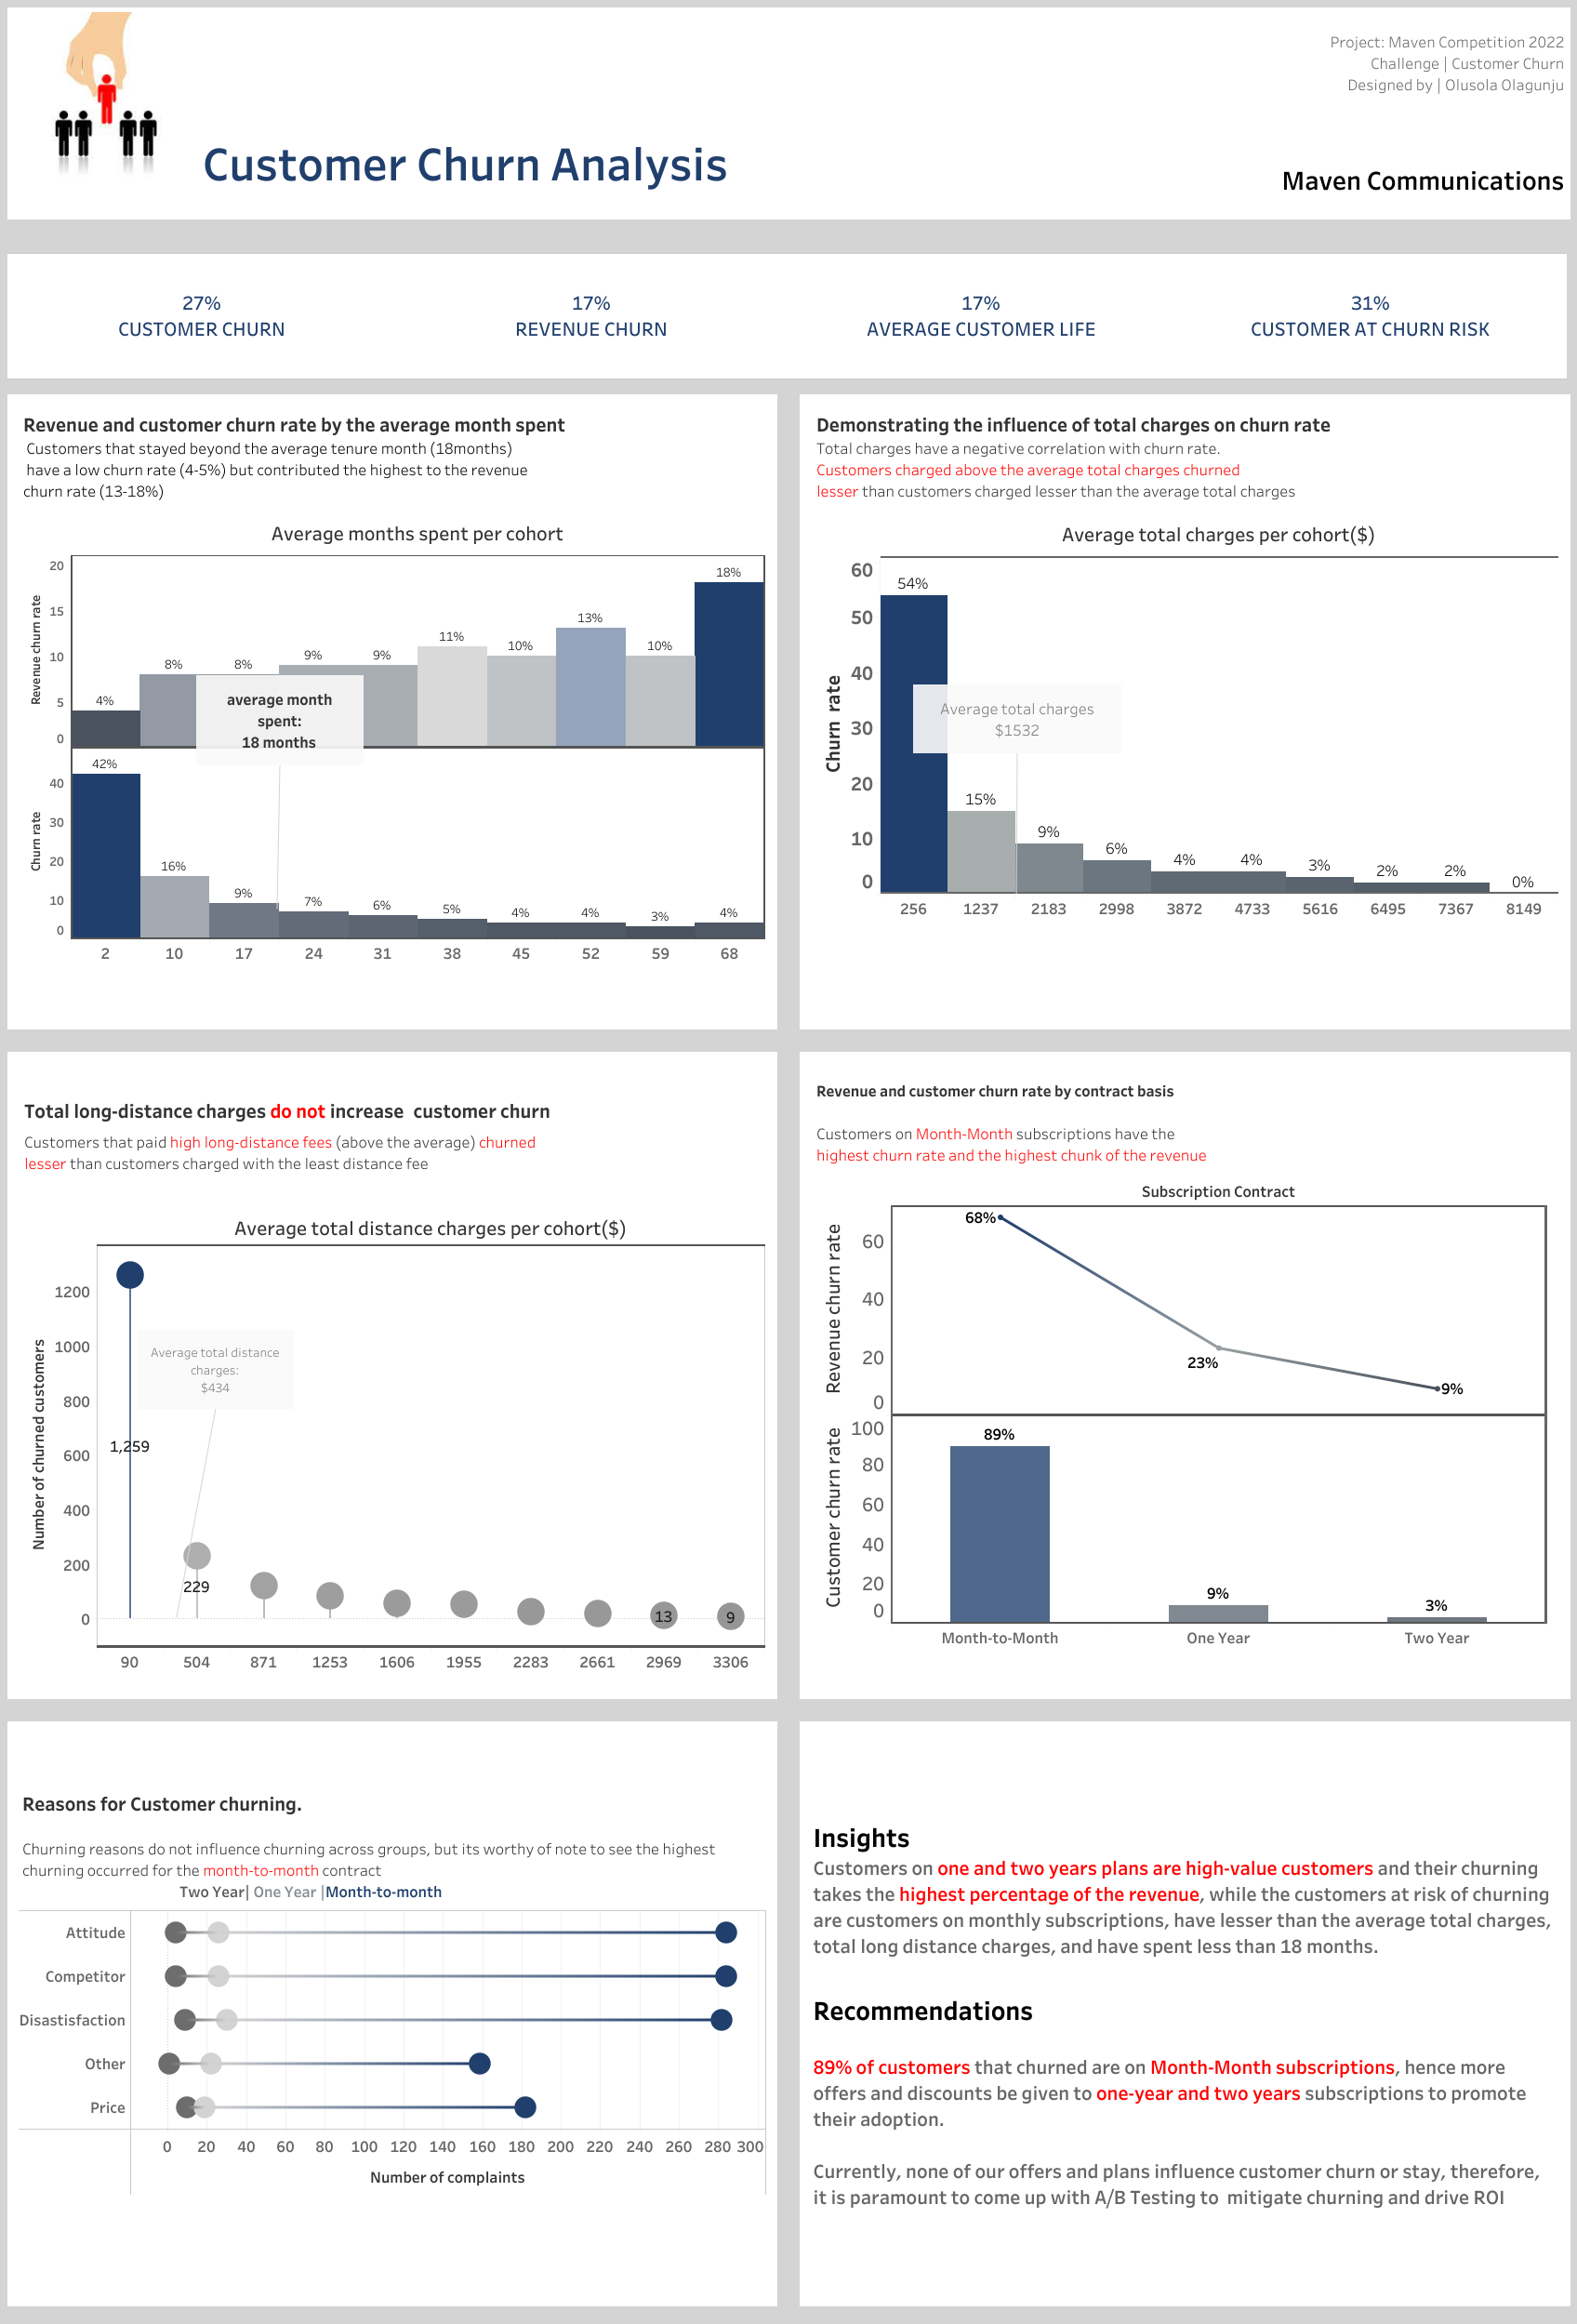 Project: Maven Competition 2022
Challenge | Customer Churn
Designed by | Olusola Olagunju
Customer Churn Analysis
Maven Communications
27%
CUSTOMER CHURN
17%
REVENUE CHURN
17%
AVERAGE CUSTOMER LIFE
31%
CUSTOMER AT CHURN RISK
Revenue and customer churn rate by the average month spent
Customers that stayed beyond the average tenure month (18months)
have a low churn rate (4-5%) but contributed the highest to the revenue
churn rate (13-18%)
Average months spent per cohort
Revenue churn rate
20
15
10
5
0
4%
8%
8%
9%
9%
11%
10%
13%
10%
18%
average month
spent:
18 months
Churn rate
40
30
20
10
0
42%
16%
9%
7%
6%
5%
4%
4%
3%
4%
2 10 17 24 31 38 45 52 59 68
Demonstrating the influence of total charges on churn rate
Total charges have a negative correlation with churn rate.
Customers charged above the average total charges churned
lesser than customers charged lesser than the average total charges
Average total charges per cohort($)
Churn rate
60
50
40
30
20
10
0
54%
15%
9%
6%
4%
4%
3%
2%
2%
0%
Average total charges
$1532
256 1237 2183 2998 3872 4733 5616 6495 7367 8149
Total long-distance charges do not increase customer churn
Customers that paid high long-distance fees (above the average) churned
lesser than customers charged with the least distance fee
Average total distance charges per cohort($)
Number of churned customers
1200
1000
800
600
400
200
0
Average total distance
charges:
$434
1,259
229
13
9
90 504 871 1253 1606 1955 2283 2661 2969 3306
Revenue and customer churn rate by contract basis
Customers on Month-Month subscriptions have the
highest churn rate and the highest chunk of the revenue
Subscription Contract
Revenue churn rate
60
40
20
0
68%
23%
9%
Customer churn rate
100
80
60
40
20
0
89%
9%
3%
Month-to-Month One Year Two Year
Reasons for Customer churning.
Churning reasons do not influence churning across groups, but its worthy of note to see the highest
churning occurred for the month-to-month contract
Two Year| One Year |Month-to-month
Attitude
Competitor
Disastisfaction
Other
Price
0 20 40 60 80 100 120 140 160 180 200 220 240 260 280 300
Number of complaints
Insights
Customers on one and two years plans are high-value customers and their churning
takes the highest percentage of the revenue, while the customers at risk of churning
are customers on monthly subscriptions, have lesser than the average total charges,
total long distance charges, and have spent less than 18 months.
Recommendations
89% of customers that churned are on Month-Month subscriptions, hence more
offers and discounts be given to one-year and two years subscriptions to promote
their adoption.
Currently, none of our offers and plans influence customer churn or stay, therefore,
it is paramount to come up with A/B Testing to mitigate churning and drive ROI